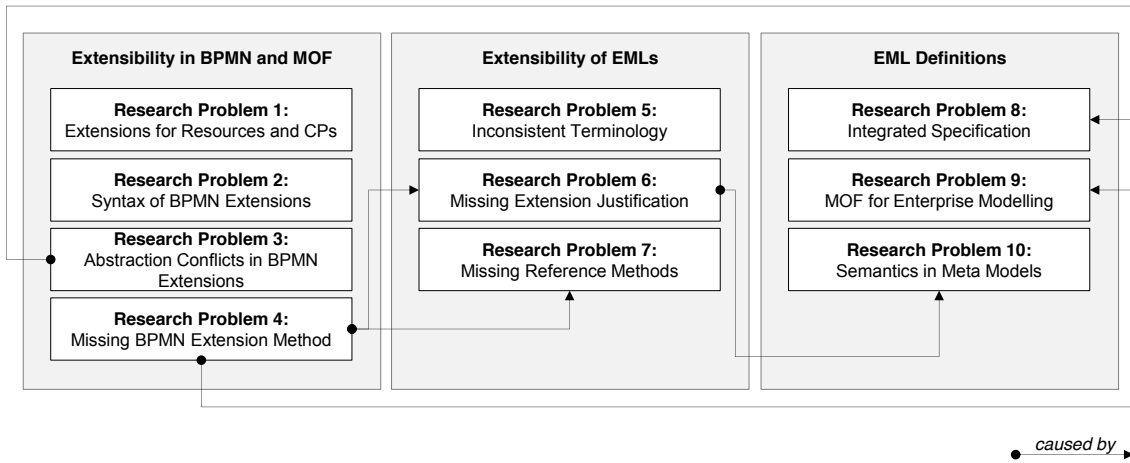 Extensibility in BPMN and MOF
Research Problem 1:
Extensions for Resources and CPs
Research Problem 2:
Syntax of BPMN Extensions
Research Problem 3:
Abstraction Conflicts in BPMN
Extensions
Research Problem 4:
Missing BPMN Extension Method
Extensibility of EMLs
Research Problem 5:
Inconsistent Terminology
Research Problem 6:
Missing Extension Justification
Research Problem 7:
Missing Reference Methods
EML Definitions
Research Problem 8:
Integrated Specification
Research Problem 9:
MOF for Enterprise Modelling
Research Problem 10:
Semantics in Meta Models
caused by